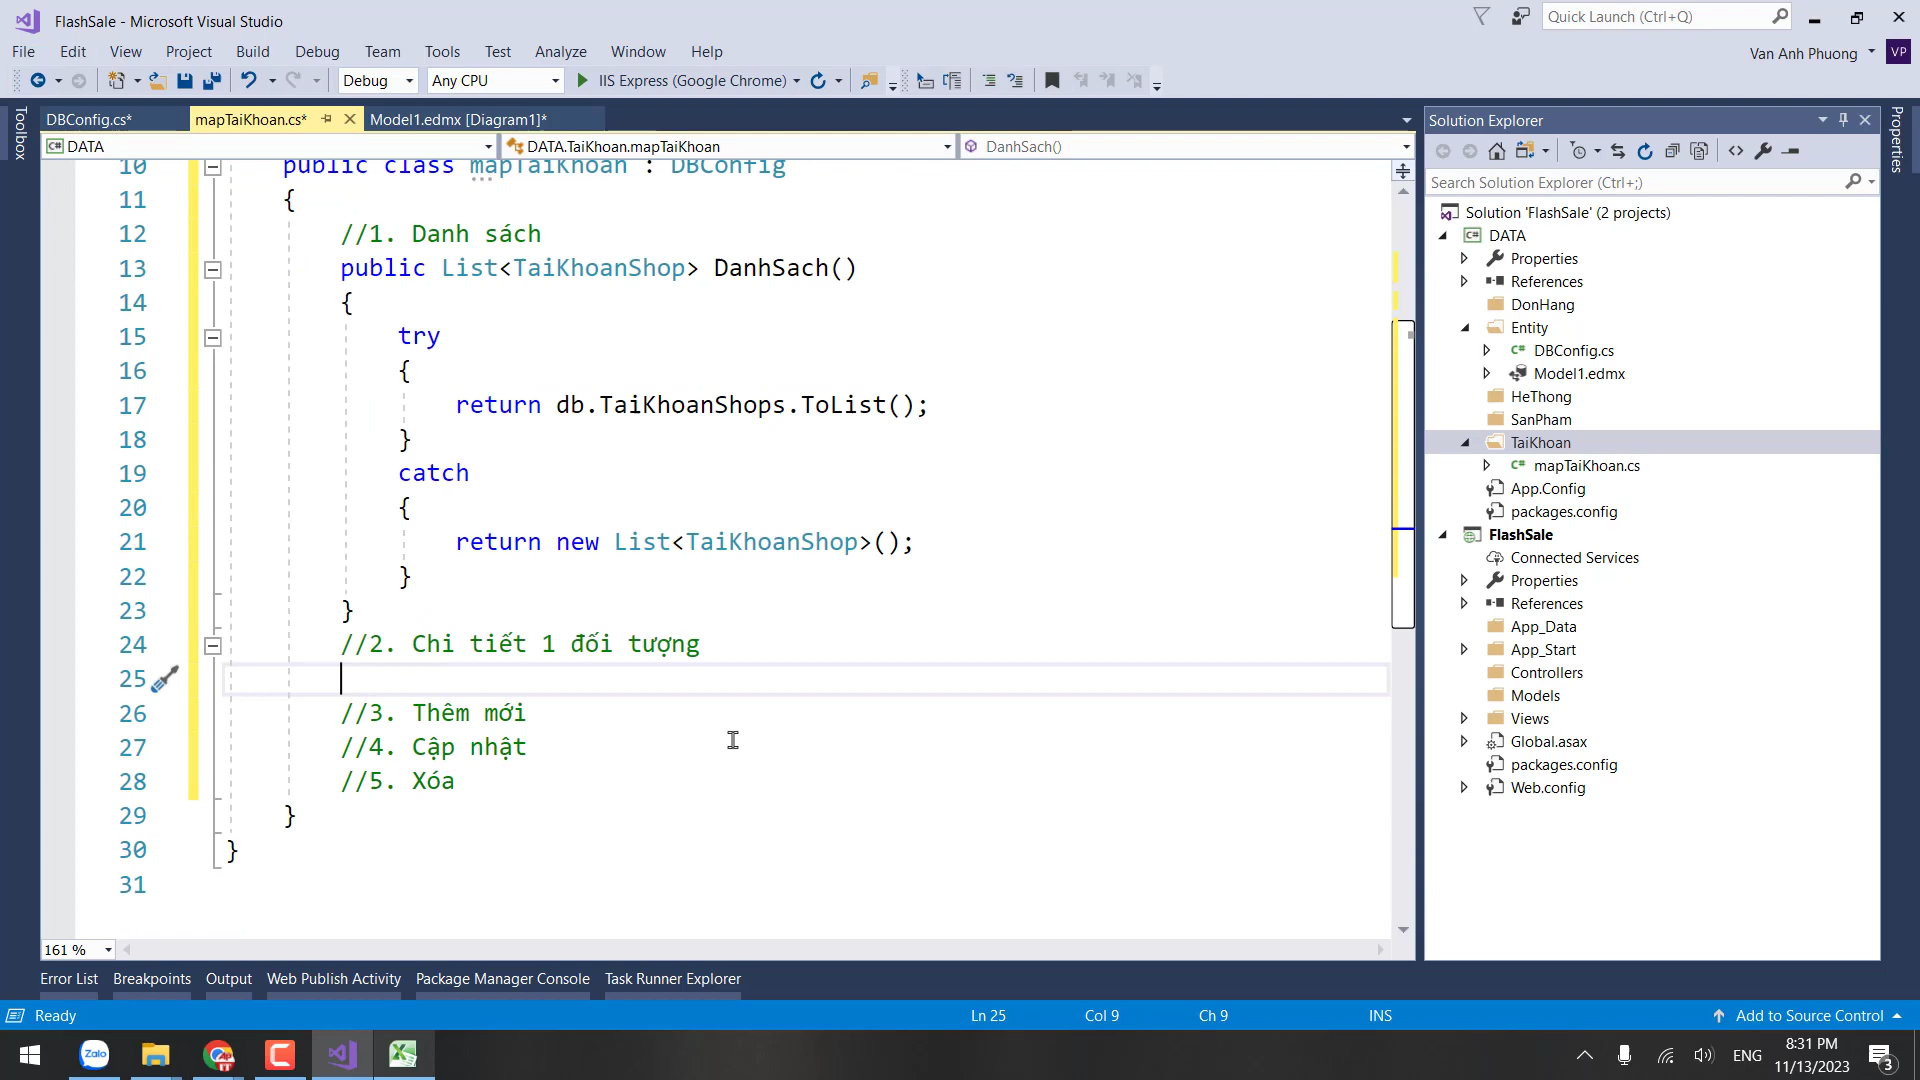 FlashSale - Microsoft Visual Studio
Quick Launch (Ctrl+Q)
File Edit View Project Build Debug Team Tools Test Analyze Window Help
Van Anh Phuong VP
Debug Any CPU IIS Express (Google Chrome)
Toolbox
DBConfig.cs* mapTaiKhoan.cs* Model1.edmx [Diagram1]*
DATA DATA.TaiKhoan.mapTaiKhoan DanhSach()
10 public class mapTaiKhoan : DBConfig
11 {
12 //1. Danh sách
13 public List<TaiKhoanShop> DanhSach()
14 {
15 try
16 {
17 return db.TaiKhoanShops.ToList();
18 }
19 catch
20 {
21 return new List<TaiKhoanShop>();
22 }
23 }
24 //2. Chi tiết 1 đối tượng
25
26 //3. Thêm mới
27 //4. Cập nhật
28 //5. Xóa
29 }
30 }
31
161 %
Solution Explorer
Search Solution Explorer (Ctrl+;)
Solution 'FlashSale' (2 projects)
C# DATA
Properties
References
DonHang
Entity
C# DBConfig.cs
Model1.edmx
HeThong
SanPham
TaiKhoan
C# mapTaiKhoan.cs
App.Config
packages.config
FlashSale
Connected Services
Properties
References
App_Data
App_Start
Controllers
Models
Views
Global.asax
packages.config
Web.config
Properties
Error List Breakpoints Output Web Publish Activity Package Manager Console Task Runner Explorer
Ready Ln 25 Col 9 Ch 9 INS Add to Source Control
Zalo
ENG
8:31 PM
11/13/2023
3